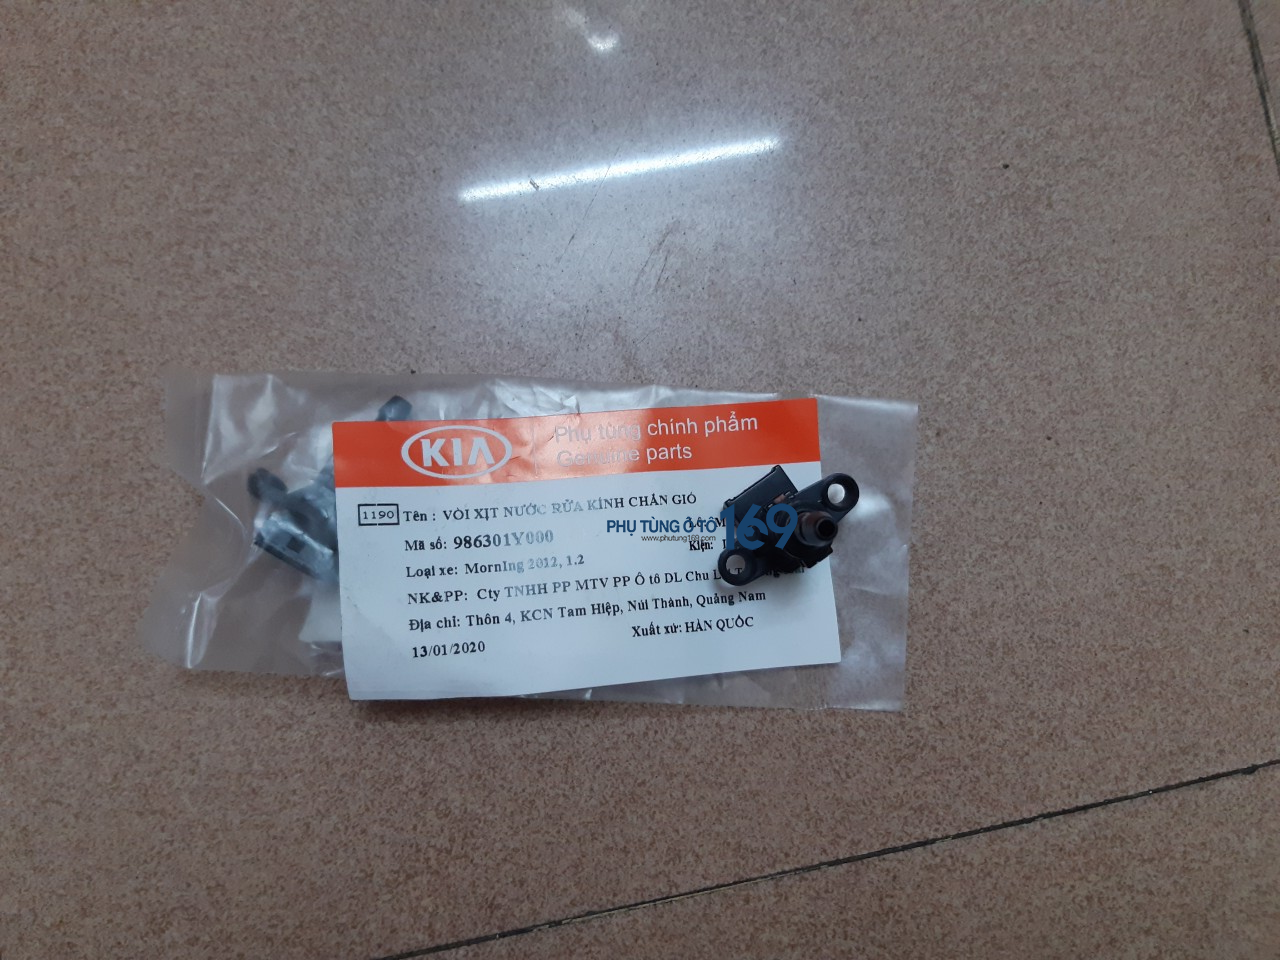 KIA
Phụ tùng chính phẩm
Genuine parts
1190 Tên : VÒI XỊT NƯỚC RỬA KÍNH CHẮN GIÓ
Mã số: 986301Y000
PHỤ TÙNG Ô TÔ 169
www.phutung169.com
Kiện:
Loại xe: MornIng 2012, 1.2
NK&PP: Cty TNHH PP MTV PP Ô tô DL Chu
Địa chỉ: Thôn 4, KCN Tam Hiệp, Núi Thành, Quảng Nam
13/01/2020
Xuất xứ: HÀN QUỐC